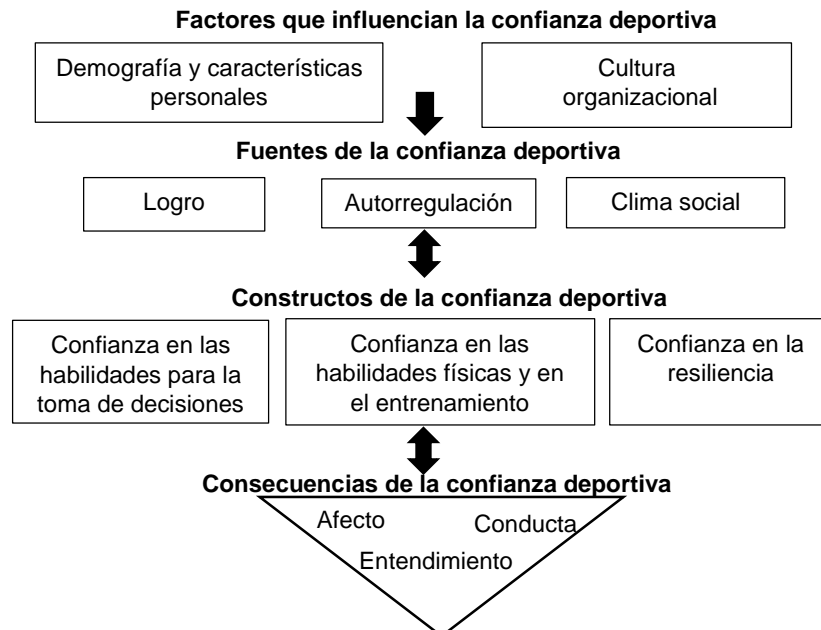 Factores que influencian la confianza deportiva
Demografía y características
personales
Cultura
organizacional
Fuentes de la confianza deportiva
Logro
Autorregulación
Clima social
Constructos de la confianza deportiva
Confianza en las
habilidades para la
toma de decisiones
Confianza en las
habilidades físicas y en
el entrenamiento
Confianza en la
resiliencia
Consecuencias de la confianza deportiva
Afecto
Conducta
Entendimiento